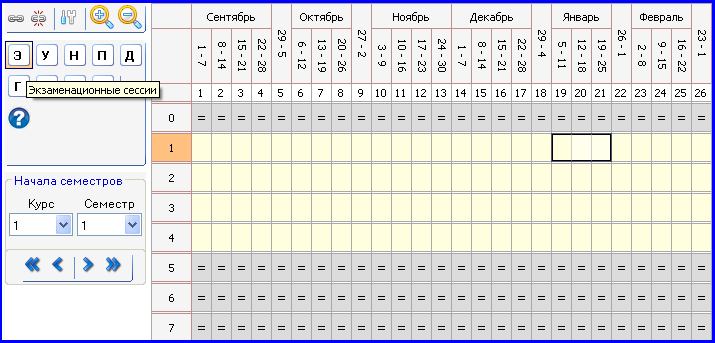 Э У Н П Д
Г
Экзаменационные сессии
Начала семестров
Курс Семестр
1 1
Сентябрь Октябрь Ноябрь Декабрь Январь Февраль
1 - 7 8 - 14 15 - 21 22 - 28 29 - 5 6 - 12 13 - 19 20 - 26 27 - 2 3 - 9 10 - 16 17 - 23 24 - 30 1 - 7 8 - 14 15 - 21 22 - 28 29 - 4 5 - 11 12 - 18 19 - 25 26 - 1 2 - 8 9 - 15 16 - 22 23 - 1
1 2 3 4 5 6 7 8 9 10 11 12 13 14 15 16 17 18 19 20 21 22 23 24 25 26
0 = = = = = = = = = = = = = = = = = = = = = = = = = =
1
2
3
4
5 = = = = = = = = = = = = = = = = = = = = = = = = = =
6 = = = = = = = = = = = = = = = = = = = = = = = = = =
7 = = = = = = = = = = = = = = = = = = = = = = = = = =